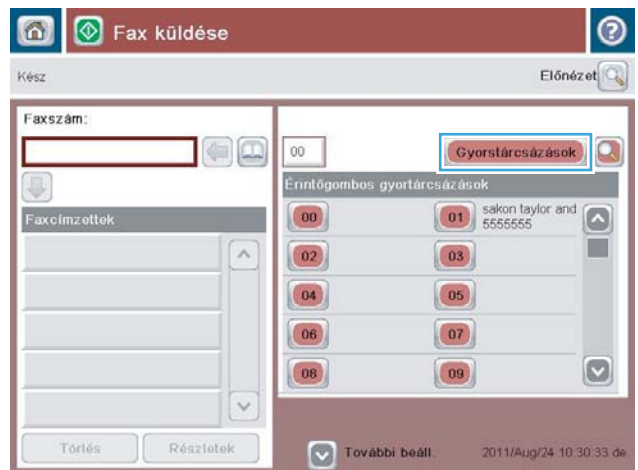 Fax küldése
Kész
Előnézet
Faxszám:
00
Gyorstárcsázások
Érintőgombos gyortárcsázások
Faxcímzettek
00
01
sakon taylor and
5555555
02
03
04
05
06
07
08
09
Törlés
Részletek
További beáll.
2011/Aug/24 10:30:33 de.